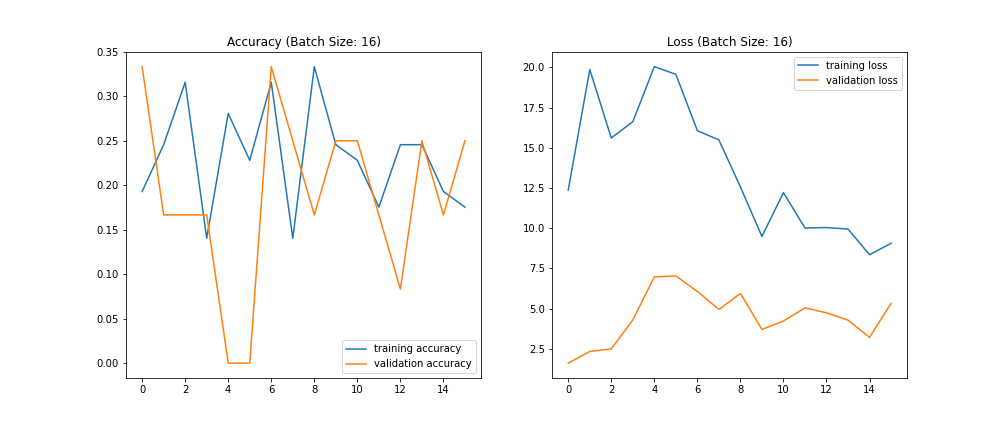 Accuracy (Batch Size: 16)
0.35
0.30
0.25
0.20
0.15
0.10
0.05
0.00
0 2 4 6 8 10 12 14
training accuracy
validation accuracy
Loss (Batch Size: 16)
20.0
17.5
15.0
12.5
10.0
7.5
5.0
2.5
0 2 4 6 8 10 12 14
training loss
validation loss